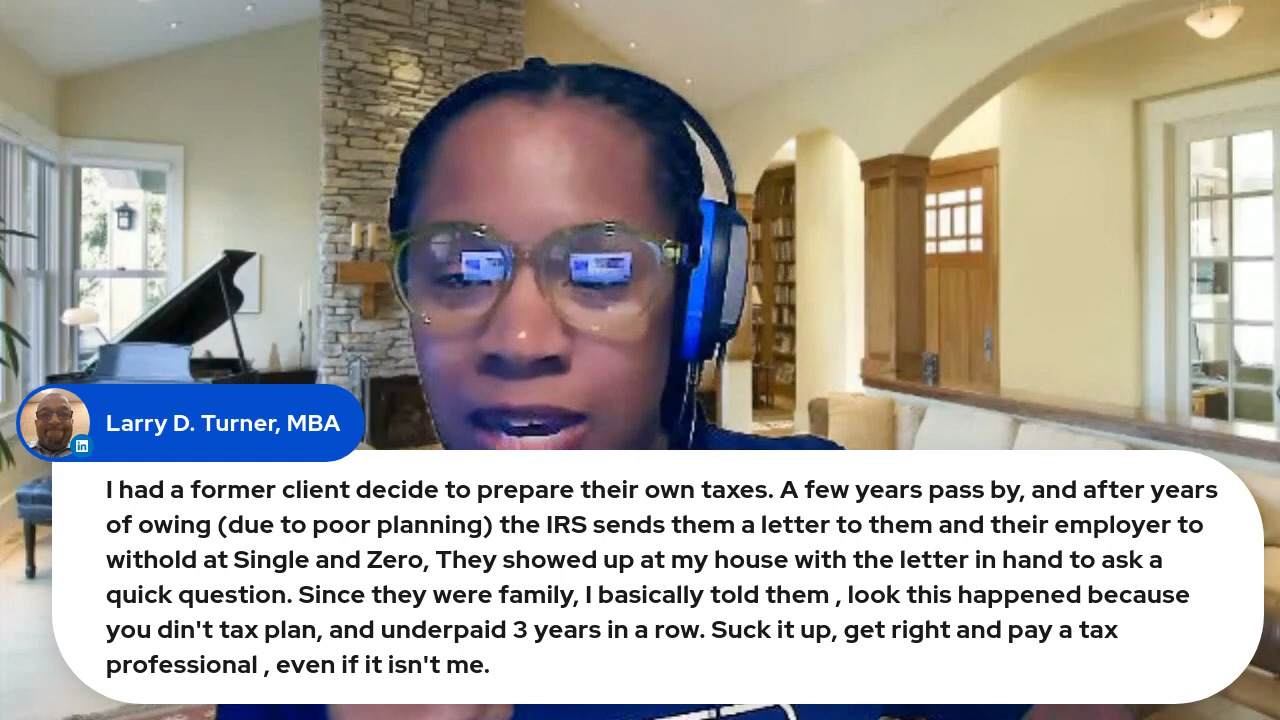 Larry D. Turner, MBA
in
I had a former client decide to prepare their own taxes. A few years pass by, and after years
of owing (due to poor planning) the IRS sends them a letter to them and their employer to
withold at Single and Zero, They showed up at my house with the letter in hand to ask a
quick question. Since they were family, I basically told them , look this happened because
you din't tax plan, and underpaid 3 years in a row. Suck it up, get right and pay a tax
professional , even if it isn't me.